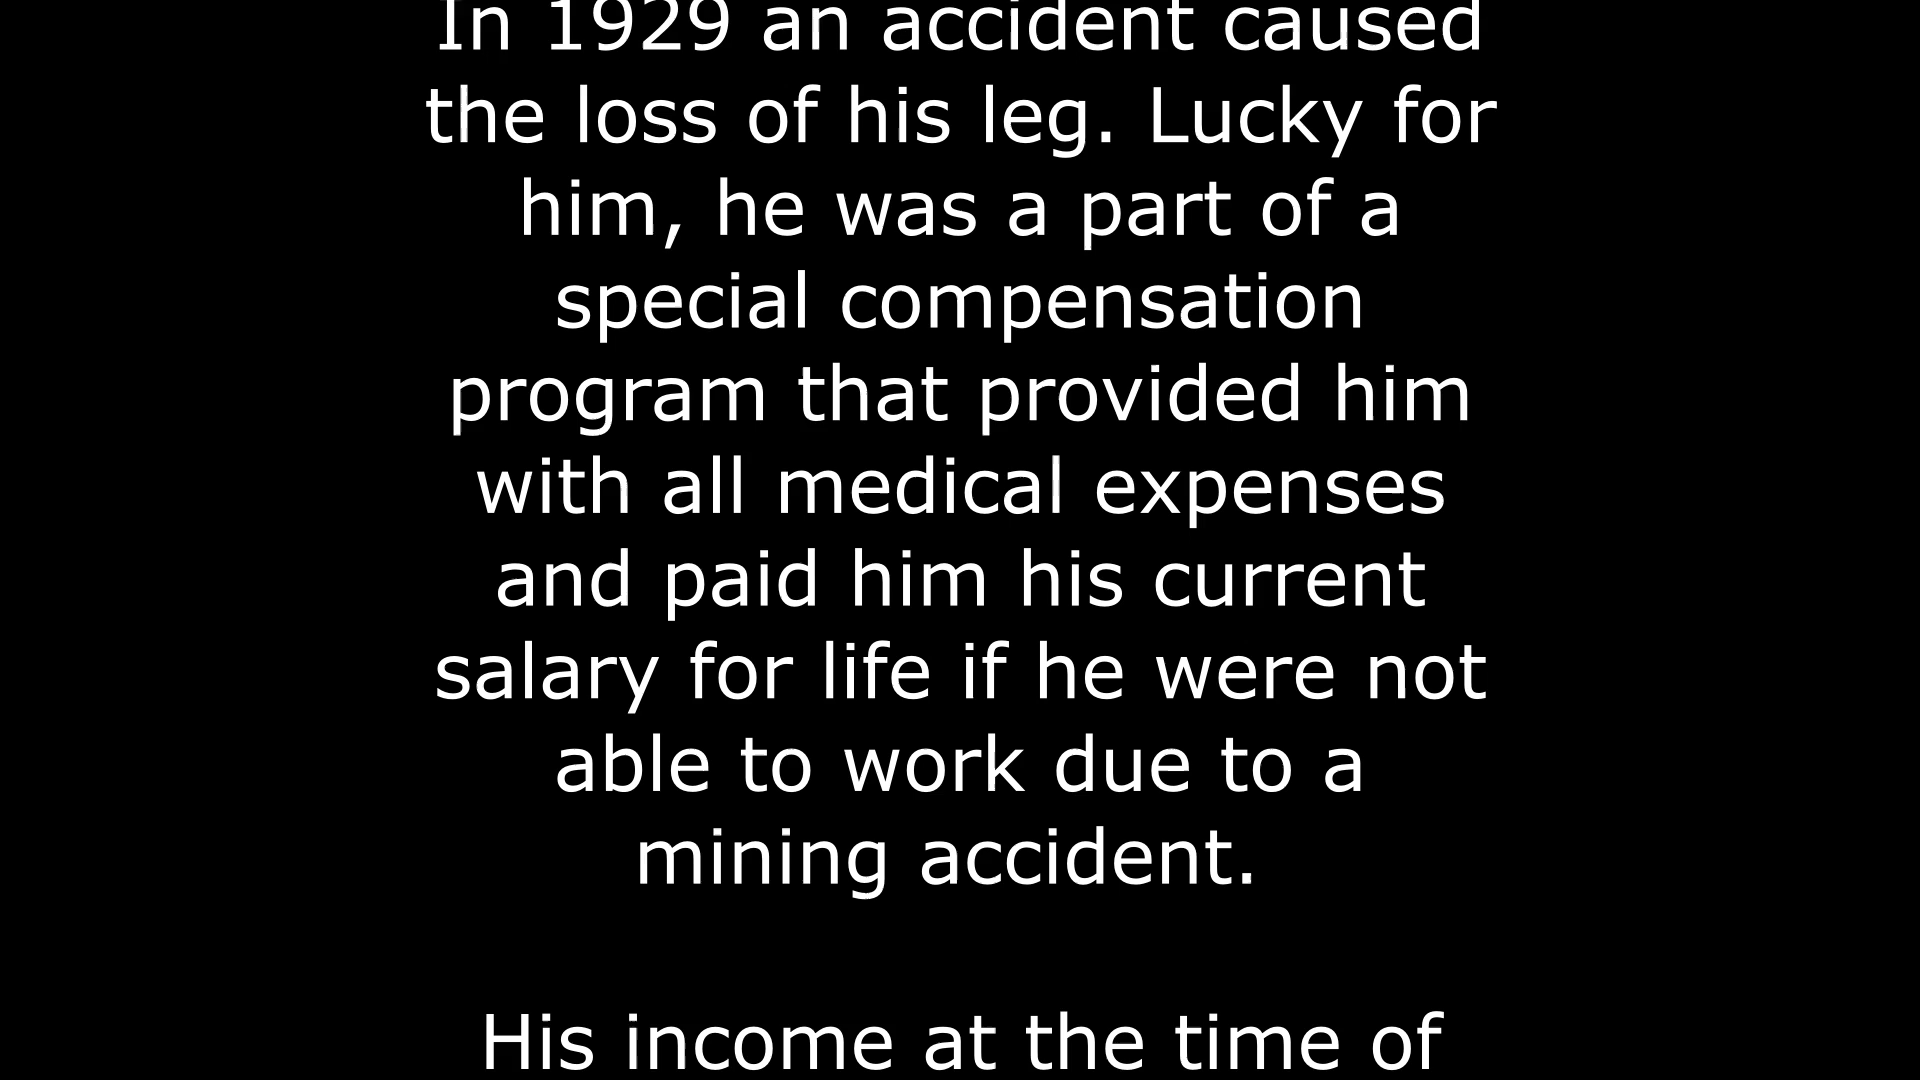 In 1929 an accident caused
the loss of his leg. Lucky for
him, he was a part of a
special compensation
program that provided him
with all medical expenses
and paid him his current
salary for life if he were not
able to work due to a
mining accident.
His income at the time of